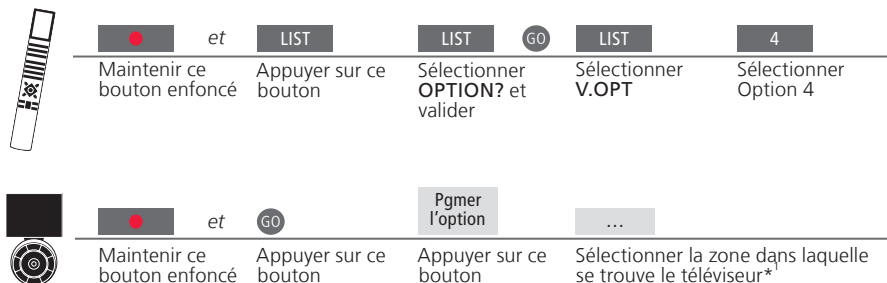 et LIST LIST GO LIST 4
Maintenir ce Appuyer sur ce Sélectionner Sélectionner Sélectionner
bouton enfoncé bouton OPTION? et V.OPT Option 4
valider
Pgmer
l'option
et GO ...
Maintenir ce Appuyer sur ce Appuyer sur ce Sélectionner la zone dans laquelle
bouton enfoncé bouton bouton se trouve le téléviseur*1